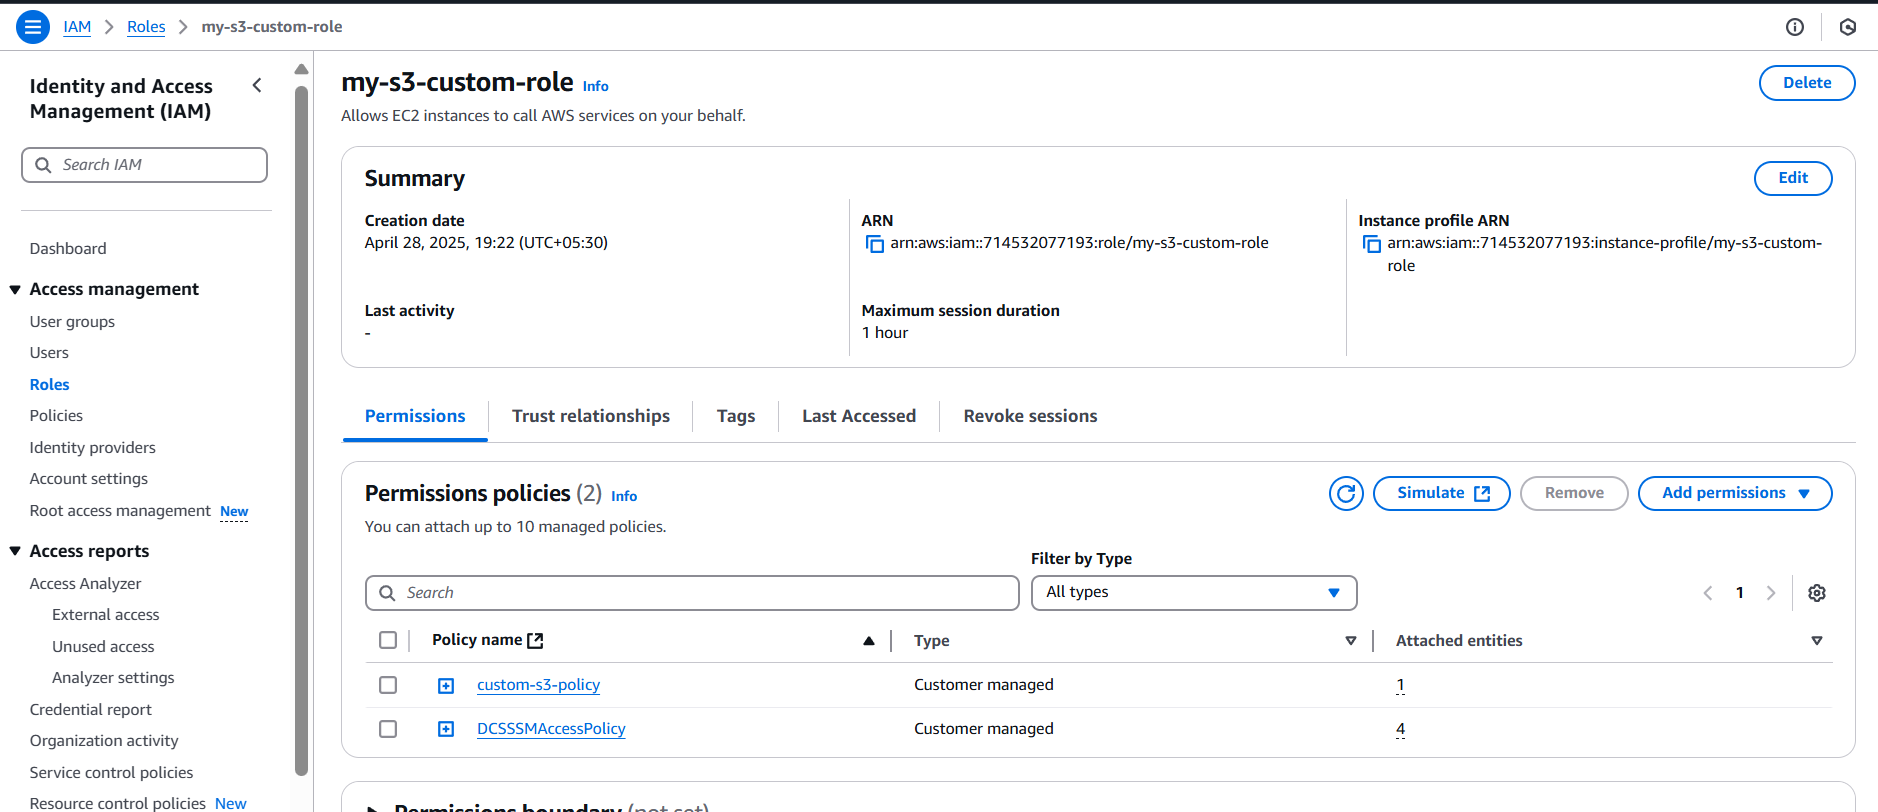 IAM > Roles > my-s3-custom-role
Identity and Access
Management (IAM)
Search IAM
Dashboard
Access management
User groups
Users
Roles
Policies
Identity providers
Account settings
Root access management New
Access reports
Access Analyzer
External access
Unused access
Analyzer settings
Credential report
Organization activity
Service control policies
Resource control policies New
my-s3-custom-role Info
Delete
Allows EC2 instances to call AWS services on your behalf.
Summary
Edit
Creation date
April 28, 2025, 19:22 (UTC+05:30)
ARN
arn:aws:iam::714532077193:role/my-s3-custom-role
Instance profile ARN
arn:aws:iam::714532077193:instance-profile/my-s3-custom-
role
Last activity
-
Maximum session duration
1 hour
Permissions Trust relationships Tags Last Accessed Revoke sessions
Permissions policies (2) Info
Simulate Remove Add permissions
You can attach up to 10 managed policies.
Filter by Type
Search
All types
1
Policy name Type Attached entities
custom-s3-policy Customer managed 1
DCSSSMAccessPolicy Customer managed 4
Permissions boundary (not set)